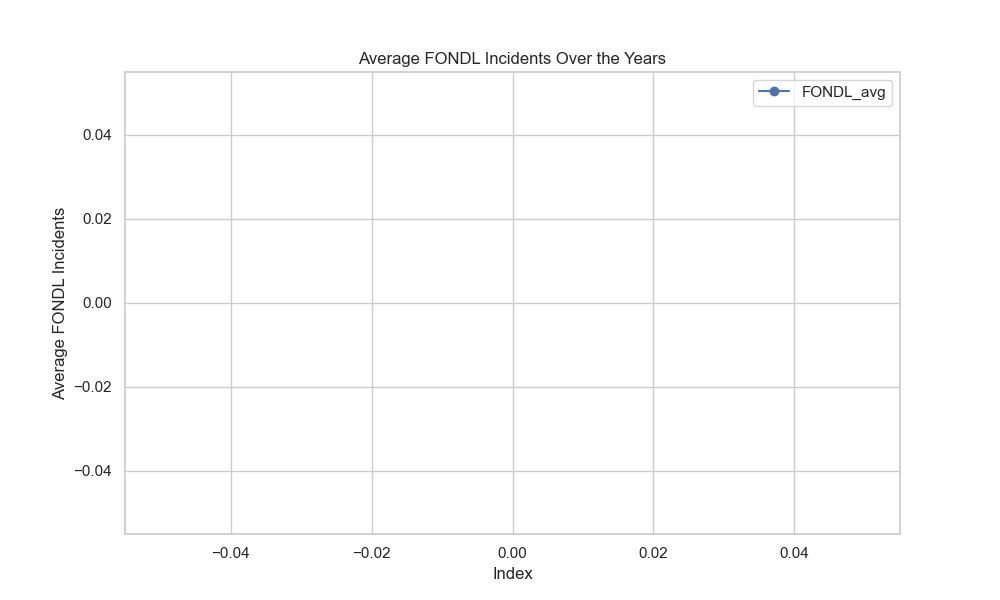 Average FONDL Incidents Over the Years
FONDL_avg
Average FONDL Incidents
0.04
0.02
0.00
−0.02
−0.04
−0.04
−0.02
0.00
0.02
0.04
Index